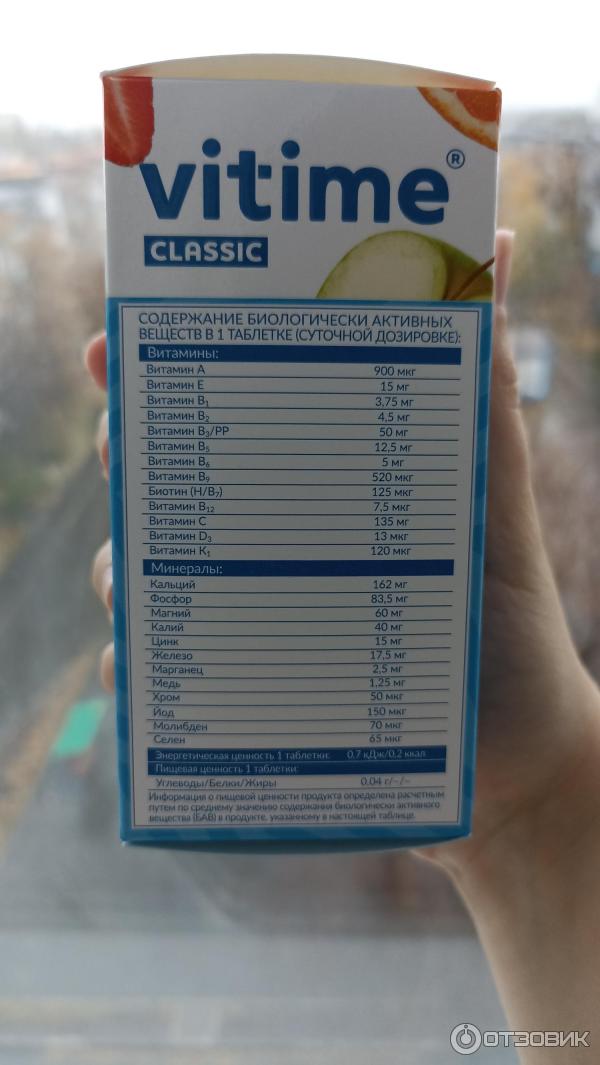 vitime®
CLASSIC
СОДЕРЖАНИЕ БИОЛОГИЧЕСКИ АКТИВНЫХ
ВЕЩЕСТВ В 1 ТАБЛЕТКЕ (СУТОЧНОЙ ДОЗИРОВКЕ):
Витамины:
Витамин А 900 мкг
Витамин Е 15 мг
Витамин B₁ 3,75 мг
Витамин B₂ 4,5 мг
Витамин B₃/PP 50 мг
Витамин B₅ 12,5 мг
Витамин B₆ 5 мг
Витамин B₉ 520 мкг
Биотин (H/B₇) 125 мкг
Витамин B₁₂ 7,5 мкг
Витамин С 135 мг
Витамин D₃ 13 мкг
Витамин K₁ 120 мкг
Минералы:
Кальций 162 мг
Фосфор 83,5 мг
Магний 60 мг
Калий 40 мг
Цинк 15 мг
Железо 17,5 мг
Марганец 2,5 мг
Медь 1,25 мг
Хром 50 мкг
Йод 150 мкг
Молибден 70 мкг
Селен 65 мкг
Энергетическая ценность 1 таблетки: 0,7 кДж/0,2 ккал
Пищевая ценность 1 таблетки:
Углеводы/Белки/Жиры 0,04 г/–/–
Информация о пищевой ценности продукта определена расчетным
путем по среднему значению содержания биологически активного
вещества (БАВ) в продукте, указанному в настоящей таблице.
ОТЗОВИК